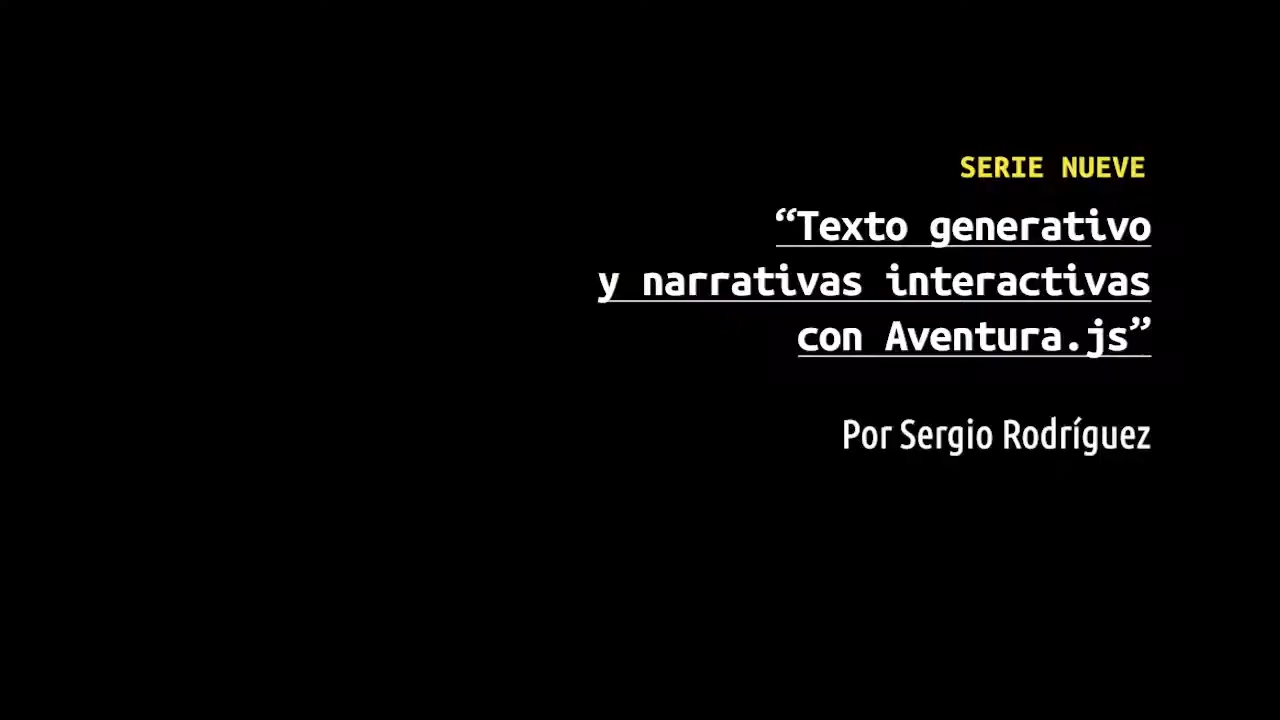 SERIE NUEVE
“Texto generativo
y narrativas interactivas
con Aventura.js”
Por Sergio Rodríguez